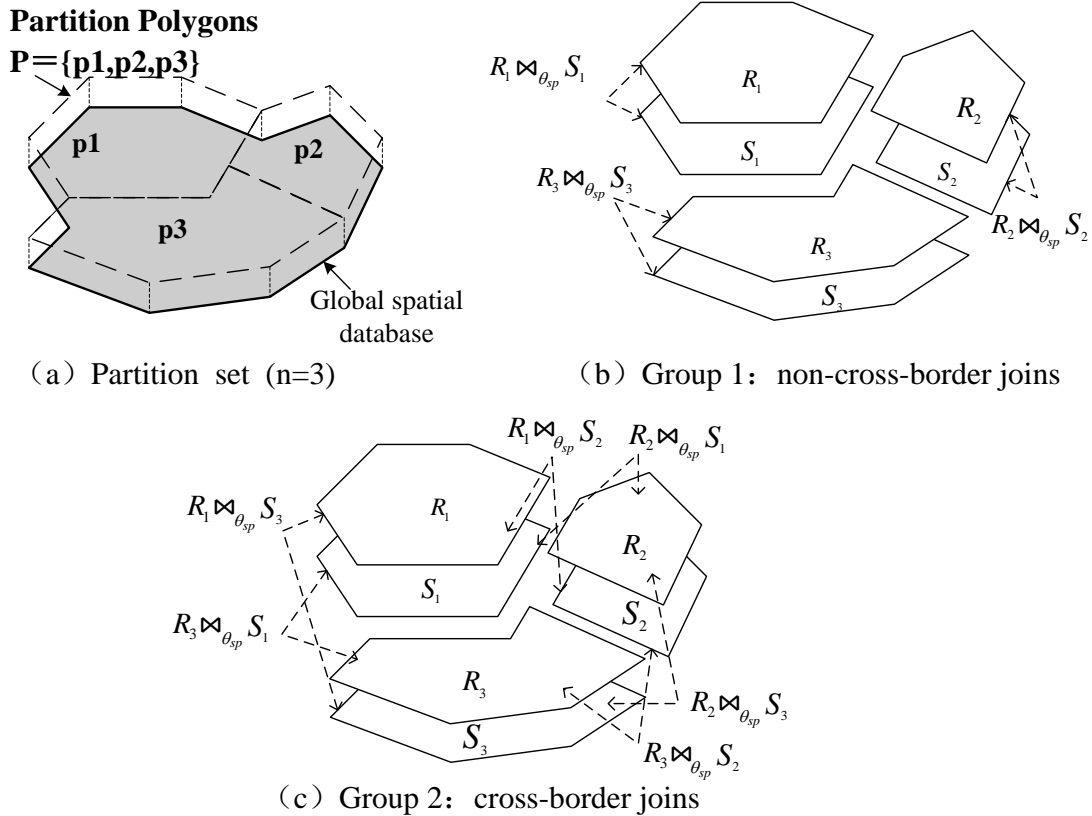 Partition Polygons
P＝{p1,p2,p3}
p1
p2
p3
Global spatial
database
（a）Partition set (n=3)
R₁⋈θsp S₁
R₁
S₁
R₂
S₂
R₃⋈θsp S₃
R₂⋈θsp S₂
R₃
S₃
（b）Group 1：non-cross-border joins
R₁⋈θsp S₂
R₂⋈θsp S₁
R₁⋈θsp S₃
R₁
R₂
S₁
S₂
R₃⋈θsp S₁
R₃
R₂⋈θsp S₃
S₃
R₃⋈θsp S₂
（c）Group 2：cross-border joins